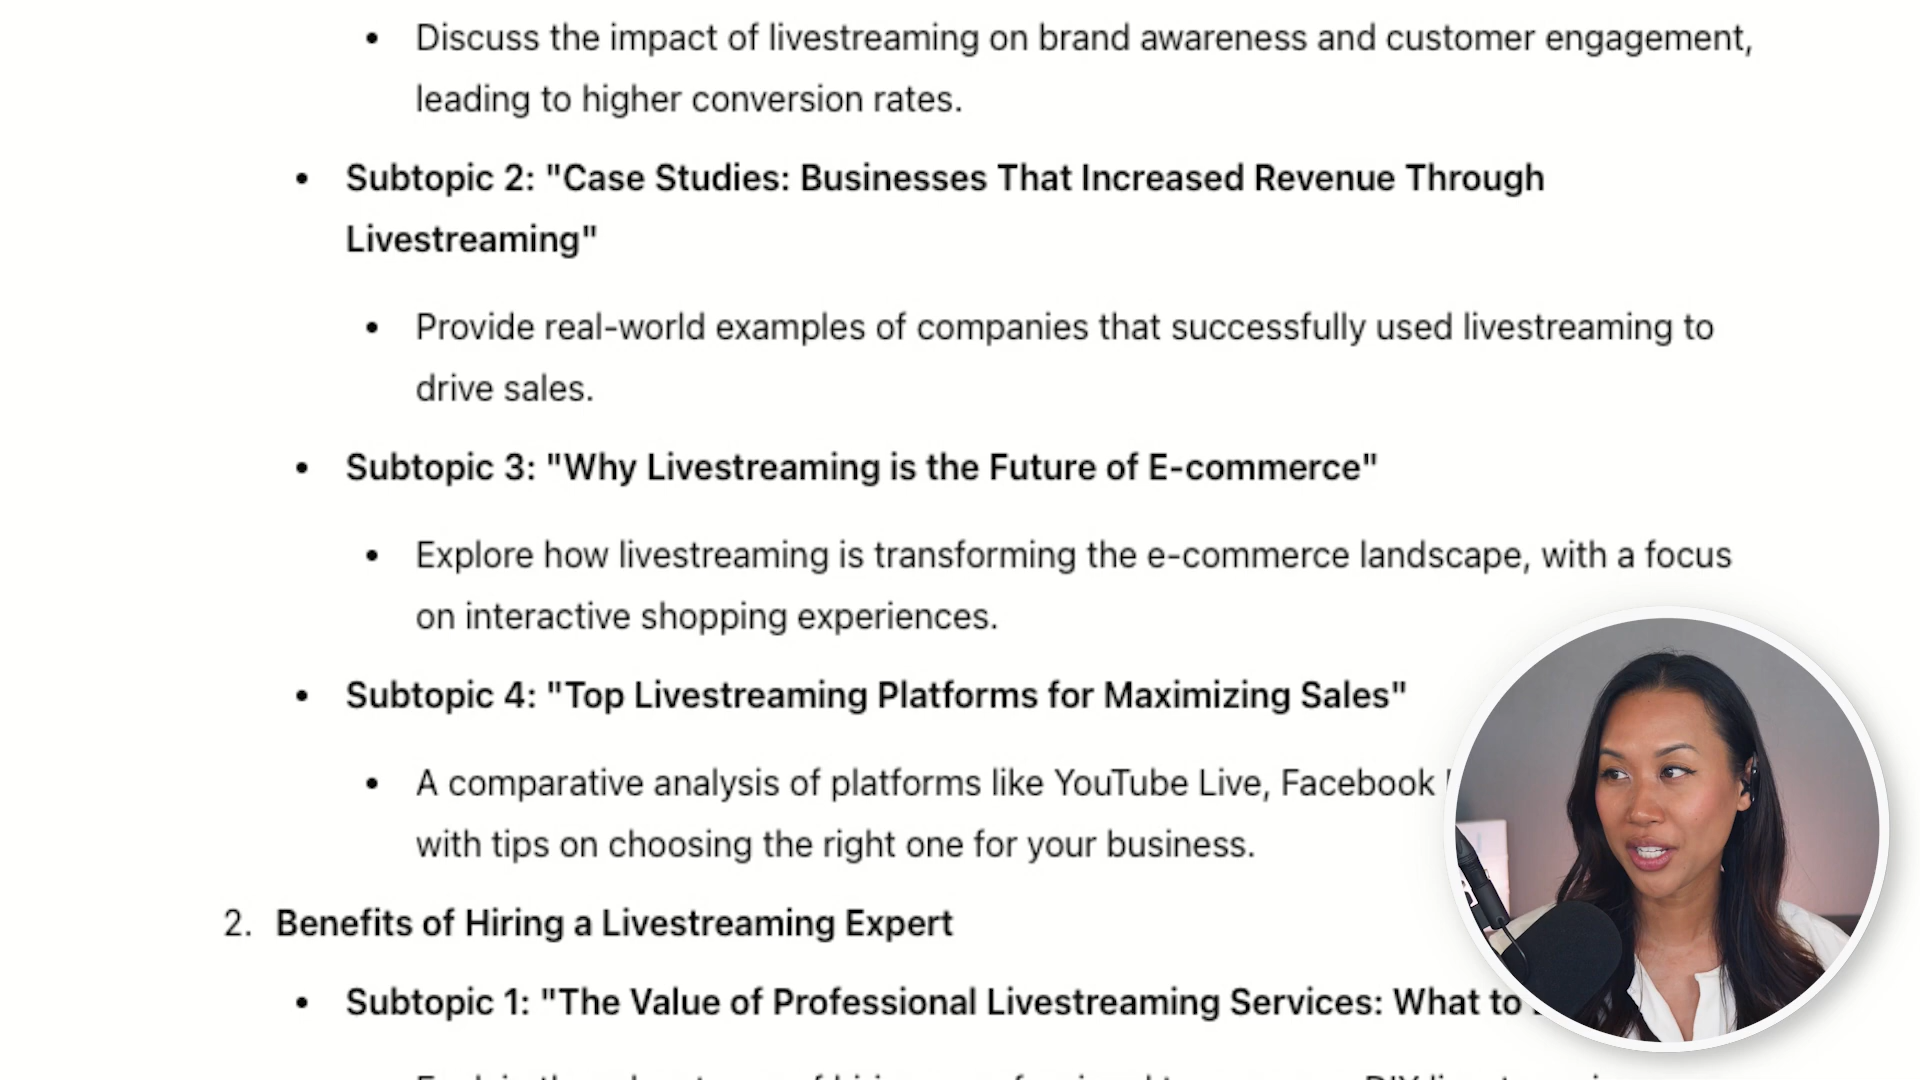 • Discuss the impact of livestreaming on brand awareness and customer engagement,
leading to higher conversion rates.
• Subtopic 2: "Case Studies: Businesses That Increased Revenue Through
Livestreaming"
• Provide real-world examples of companies that successfully used livestreaming to
drive sales.
• Subtopic 3: "Why Livestreaming is the Future of E-commerce"
• Explore how livestreaming is transforming the e-commerce landscape, with a focus
on interactive shopping experiences.
• Subtopic 4: "Top Livestreaming Platforms for Maximizing Sales"
• A comparative analysis of platforms like YouTube Live, Facebook
with tips on choosing the right one for your business.
2. Benefits of Hiring a Livestreaming Expert
• Subtopic 1: "The Value of Professional Livestreaming Services: What to